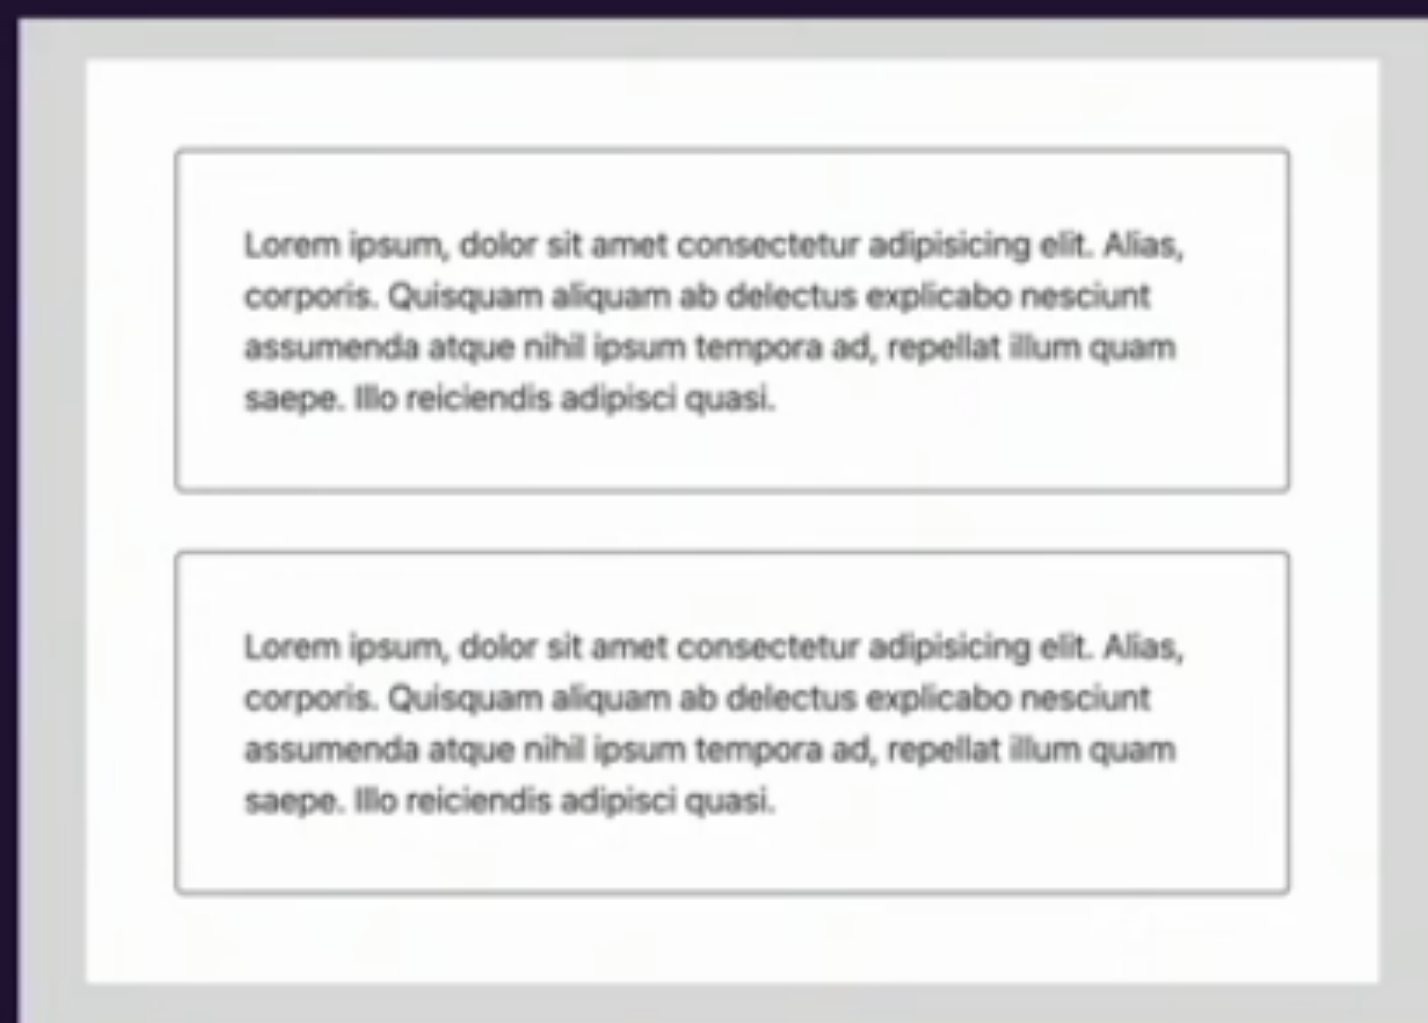 Lorem ipsum, dolor sit amet consectetur adipisicing elit. Alias,
corporis. Quisquam aliquam ab delectus explicabo nesciunt
assumenda atque nihil ipsum tempora ad, repellat illum quam
saepe. Illo reiciendis adipisci quasi.
Lorem ipsum, dolor sit amet consectetur adipisicing elit. Alias,
corporis. Quisquam aliquam ab delectus explicabo nesciunt
assumenda atque nihil ipsum tempora ad, repellat illum quam
saepe. Illo reiciendis adipisci quasi.